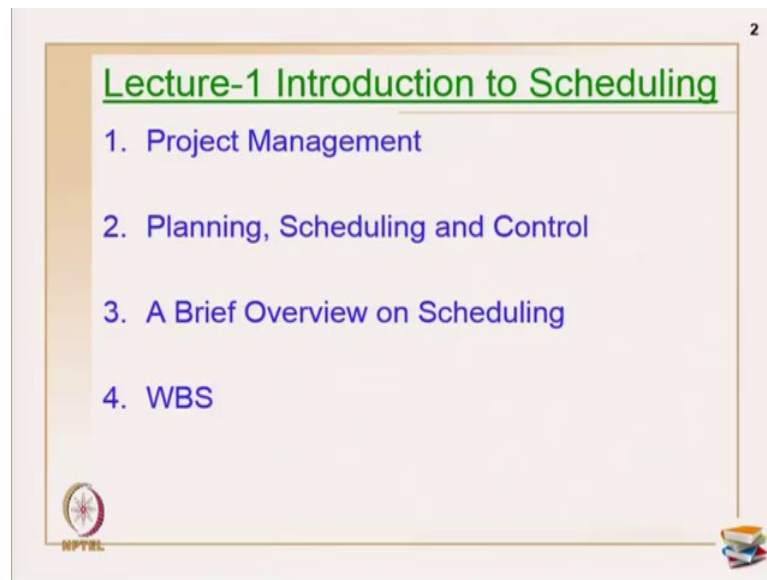 2
Lecture-1 Introduction to Scheduling
1. Project Management
2. Planning, Scheduling and Control
3. A Brief Overview on Scheduling
4. WBS
NPTEL